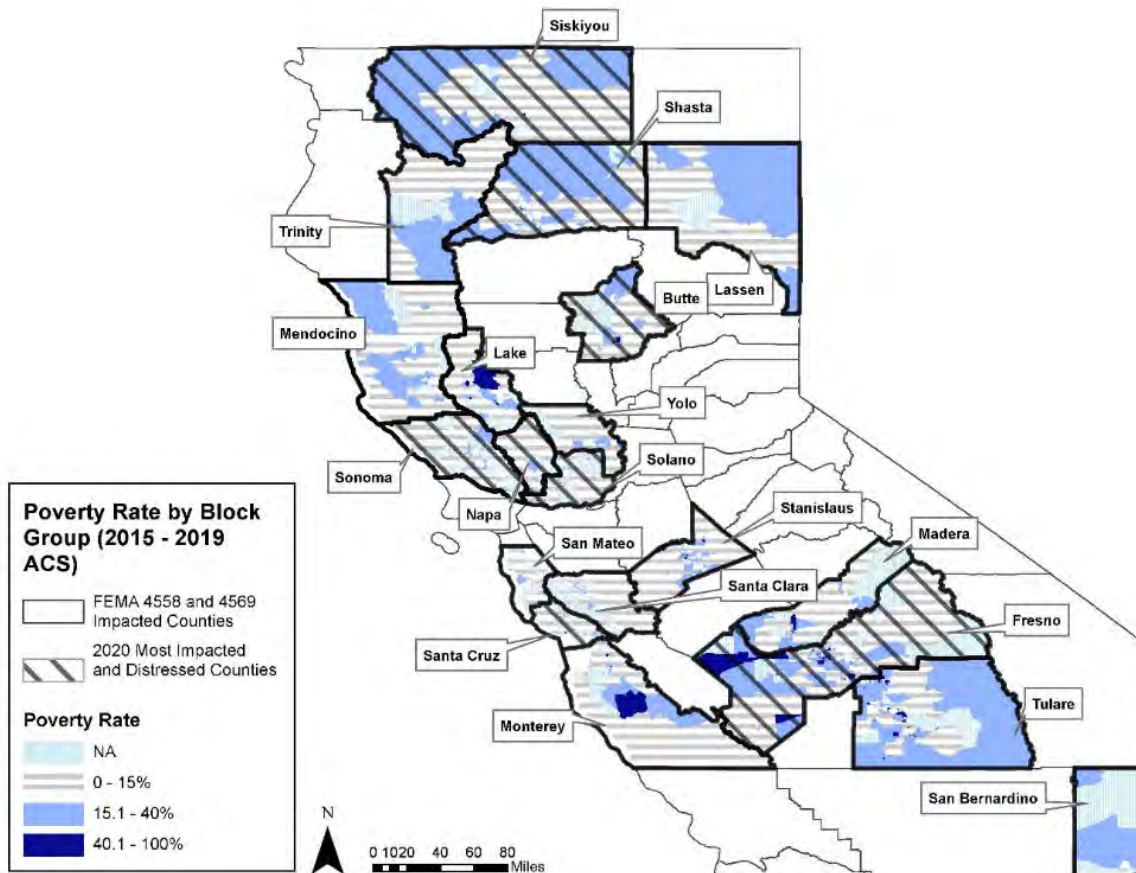 Siskiyou
Shasta
Trinity
Butte
Lassen
Mendocino
Lake
Yolo
Sonoma
Solano
Napa
Stanislaus
San Mateo
Madera
Santa Clara
Fresno
Santa Cruz
Tulare
Monterey
San Bernardino
Poverty Rate by Block
Group (2015 - 2019
ACS)
FEMA 4558 and 4569
Impacted Counties
2020 Most Impacted
and Distressed Counties
Poverty Rate
NA
0 - 15%
15.1 - 40%
40.1 - 100%
N
0 1020 40 60 80
Miles